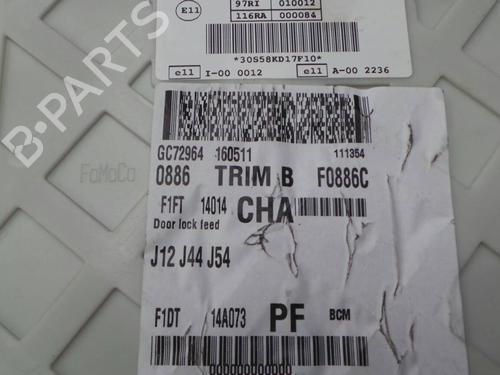 E11 97RI 010012
116RA 000084
*30S58KD17F10*
e11 I-00 0012 e11 A-00 2236
B-PARTS
GC72964 160511 111354
0886 TRIM B F0886C
FoMoCo
F1FT 14014 CHA
Door lock feed
J12 J44 J54
F1DT 14A073 PF BCM
000000000000